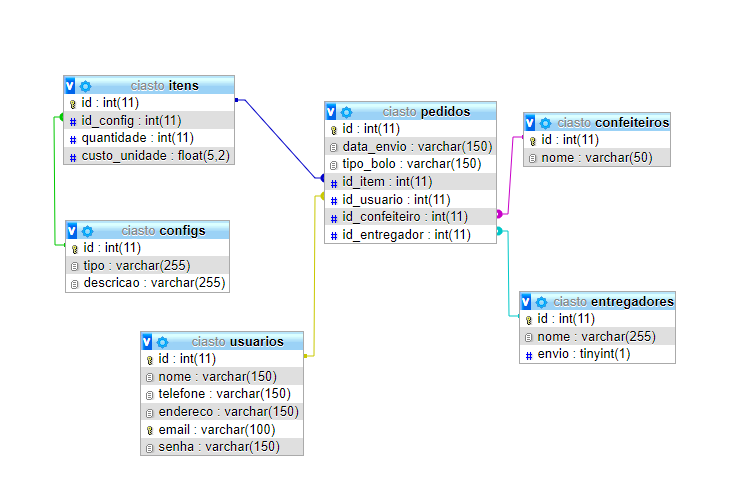 ciasto itens
id : int(11)
id_config : int(11)
quantidade : int(11)
custo_unidade : float(5,2)
ciasto configs
id : int(11)
tipo : varchar(255)
descricao : varchar(255)
ciasto usuarios
id : int(11)
nome : varchar(150)
telefone : varchar(150)
endereco : varchar(150)
email : varchar(100)
senha : varchar(150)
ciasto pedidos
id : int(11)
data_envio : varchar(150)
tipo_bolo : varchar(150)
id_item : int(11)
id_usuario : int(11)
id_confeiteiro : int(11)
id_entregador : int(11)
ciasto confeiteiros
id : int(11)
nome : varchar(50)
ciasto entregadores
id : int(11)
nome : varchar(255)
envio : tinyint(1)